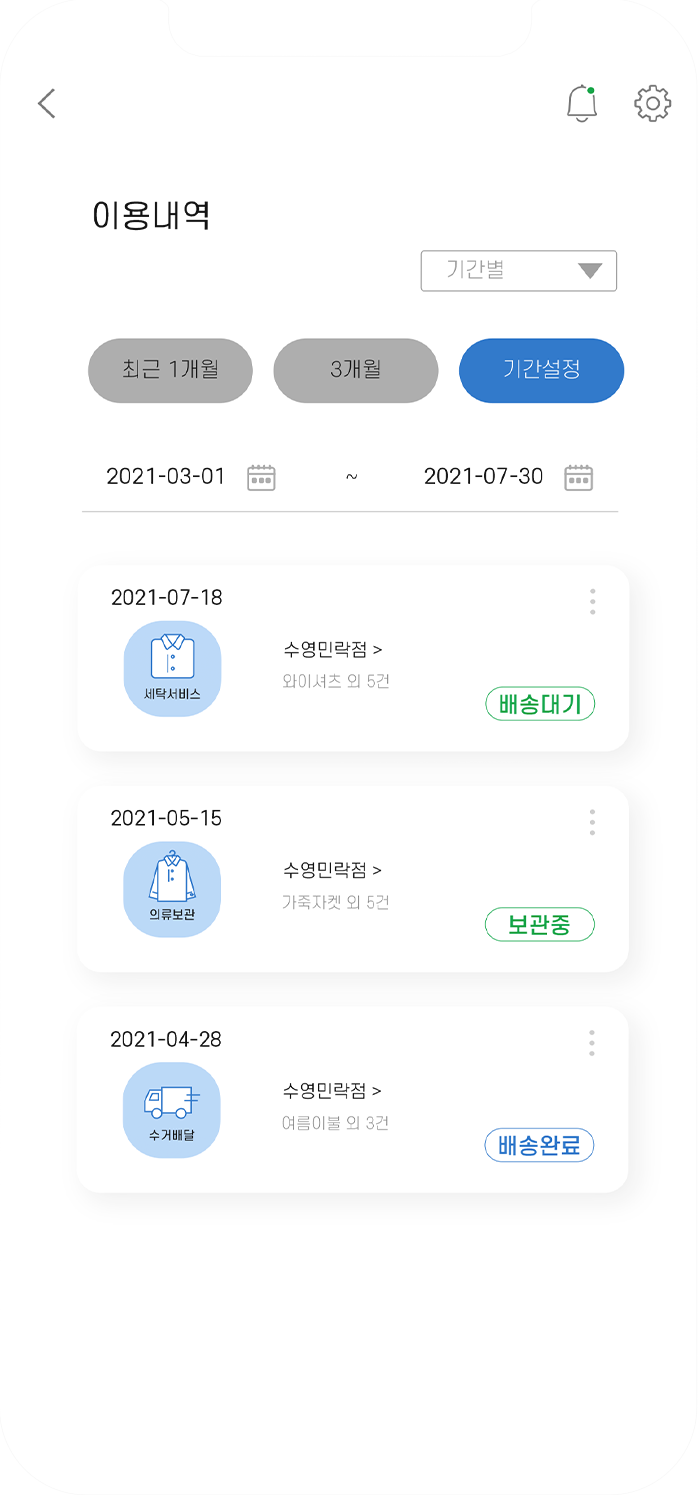 이용내역
기간별
최근 1개월 3개월 기간설정
2021-03-01 ~ 2021-07-30
2021-07-18
수영민락점 >
와이셔츠 외 5건
세탁서비스
배송대기
2021-05-15
수영민락점 >
가죽자켓 외 5건
의류보관
보관중
2021-04-28
수영민락점 >
여름이불 외 3건
수거배달
배송완료